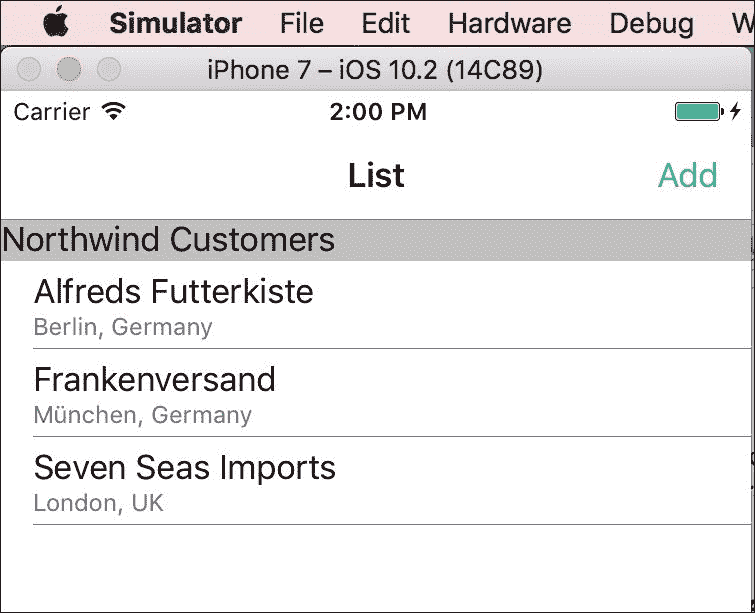 Simulator File Edit Hardware Debug W
iPhone 7 – iOS 10.2 (14C89)
Carrier 2:00 PM
List Add
Northwind Customers
Alfreds Futterkiste
Berlin, Germany
Frankenversand
München, Germany
Seven Seas Imports
London, UK